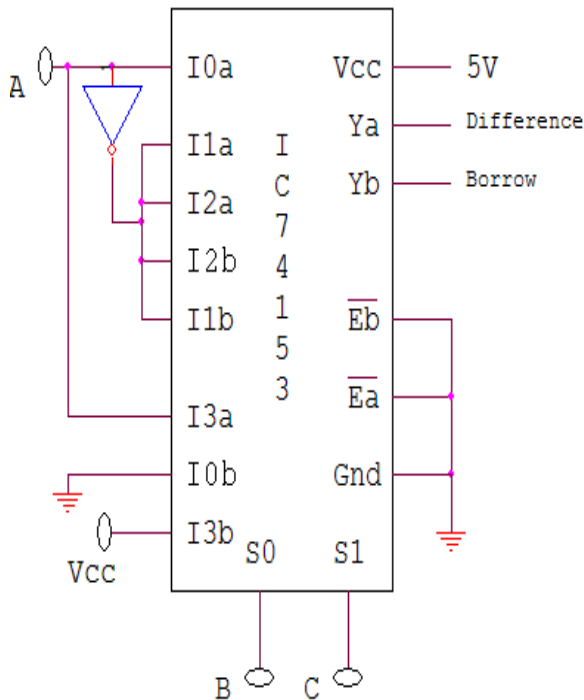 A
I0a
I1a
I2a
I2b
I1b
I3a
I0b
I3b
Vcc
I
C
7
4
1
5
3
Vcc
5V
Ya
Difference
Yb
Borrow
Eb
Ea
Gnd
S0
S1
B
C